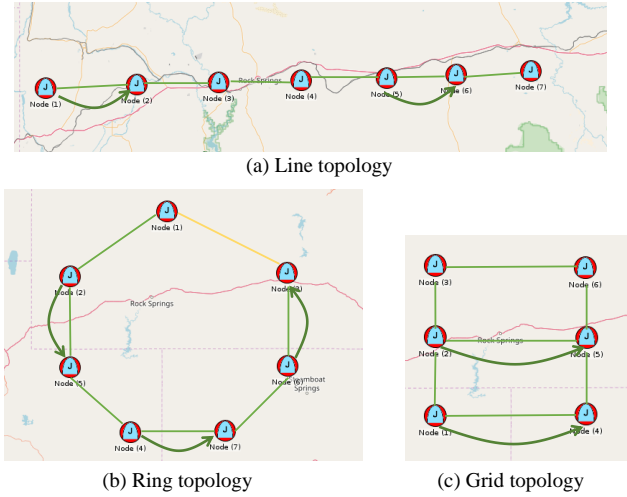 J J J J J J J
Rock Springs
Node (1) Node (2) Node (3) Node (4) Node (5) Node (6) Node (7)
(a) Line topology
J
Node (1)
J J
Node (2)
Rock Springs
J J
Node (5) Node (6)
Springs
J J
Node (4) Node (7)
(b) Ring topology
J J
Node (3) Node (6)
J J
Rock Springs
Node (2) Node (5)
J J
Node (1) Node (4)
(c) Grid topology